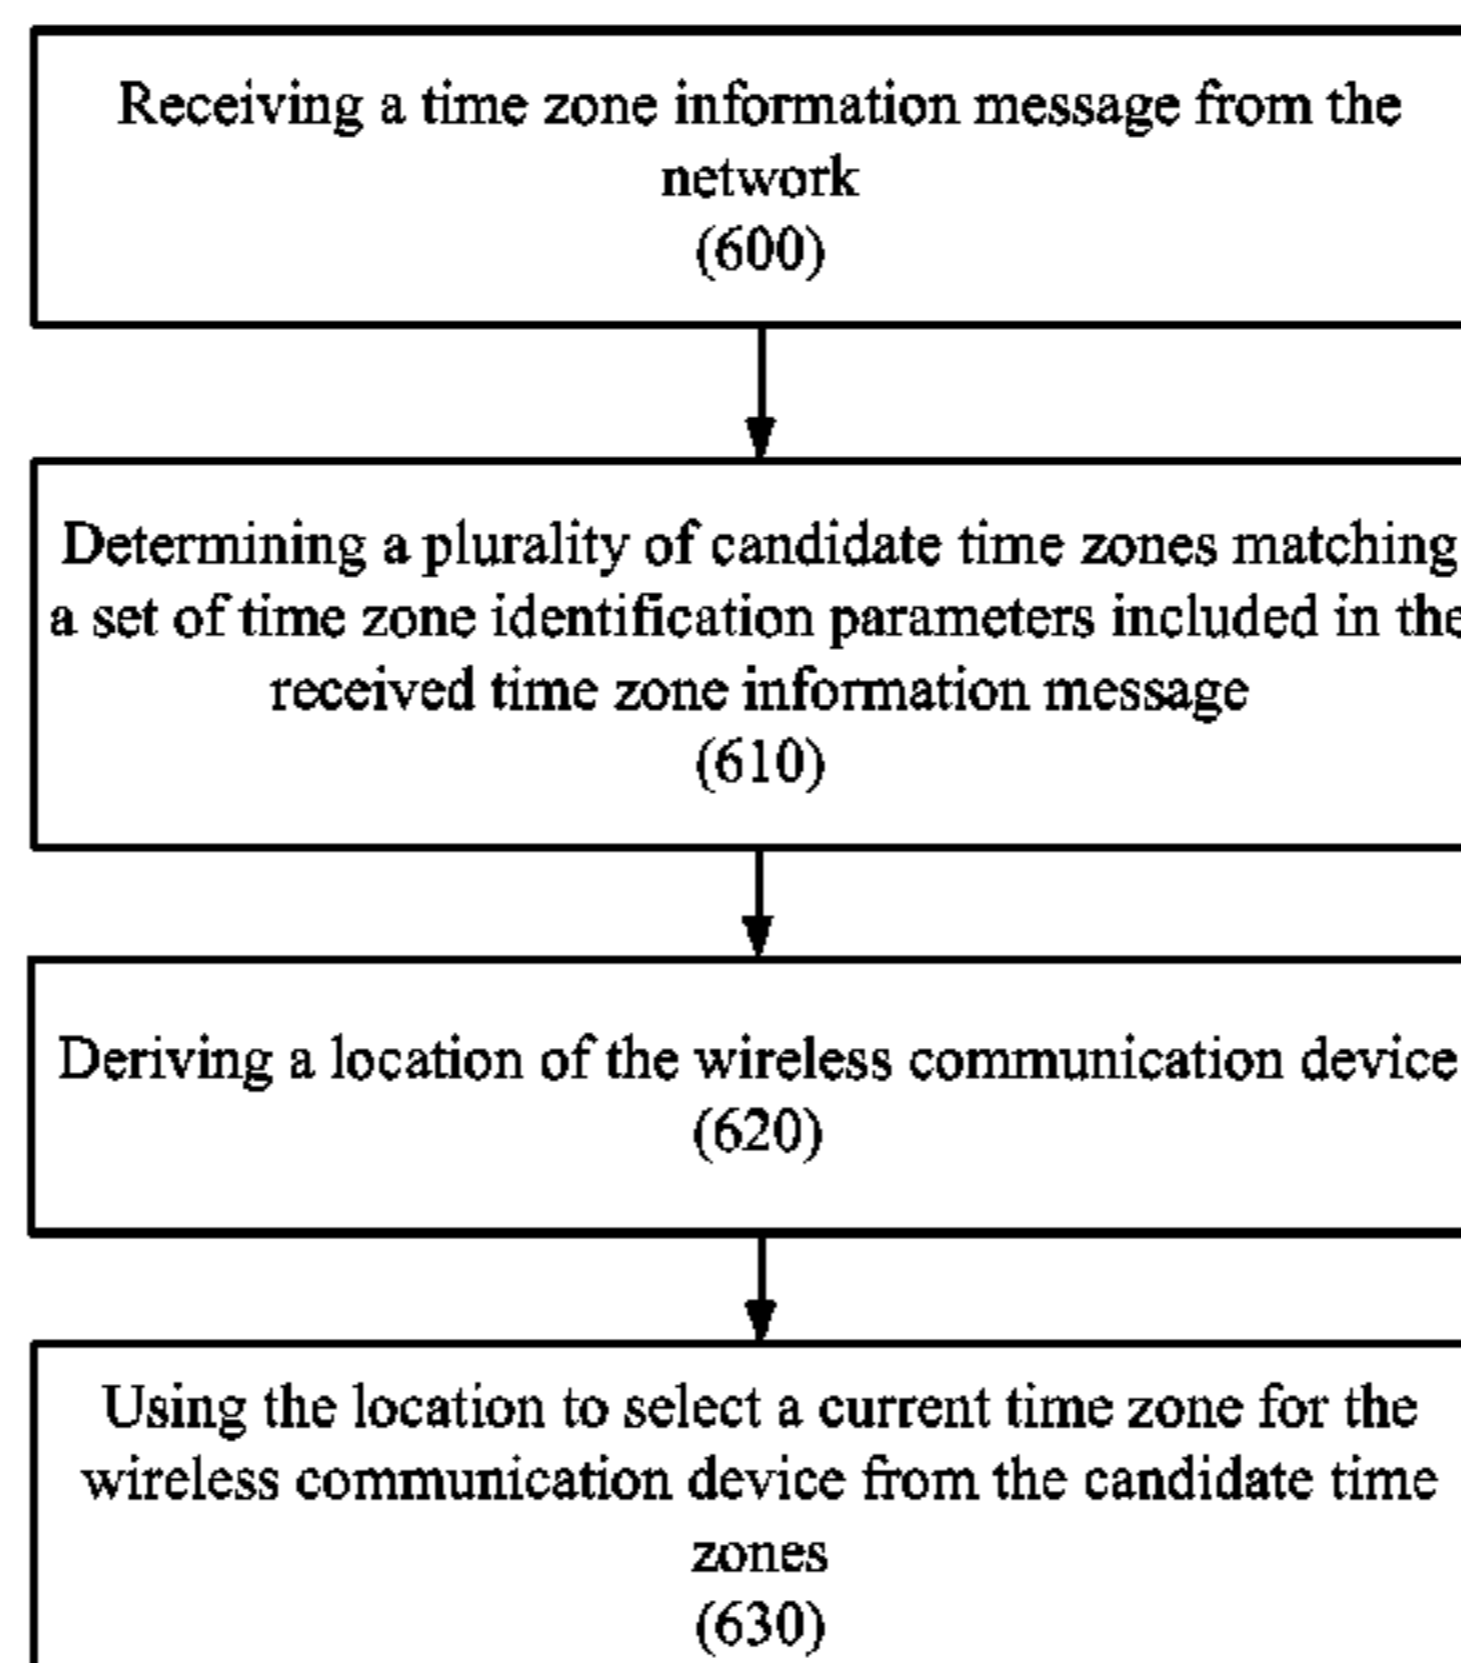 Receiving a time zone information message from the
network
(600)
Determining a plurality of candidate time zones matching
a set of time zone identification parameters included in the
received time zone information message
(610)
Deriving a location of the wireless communication device
(620)
Using the location to select a current time zone for the
wireless communication device from the candidate time
zones
(630)